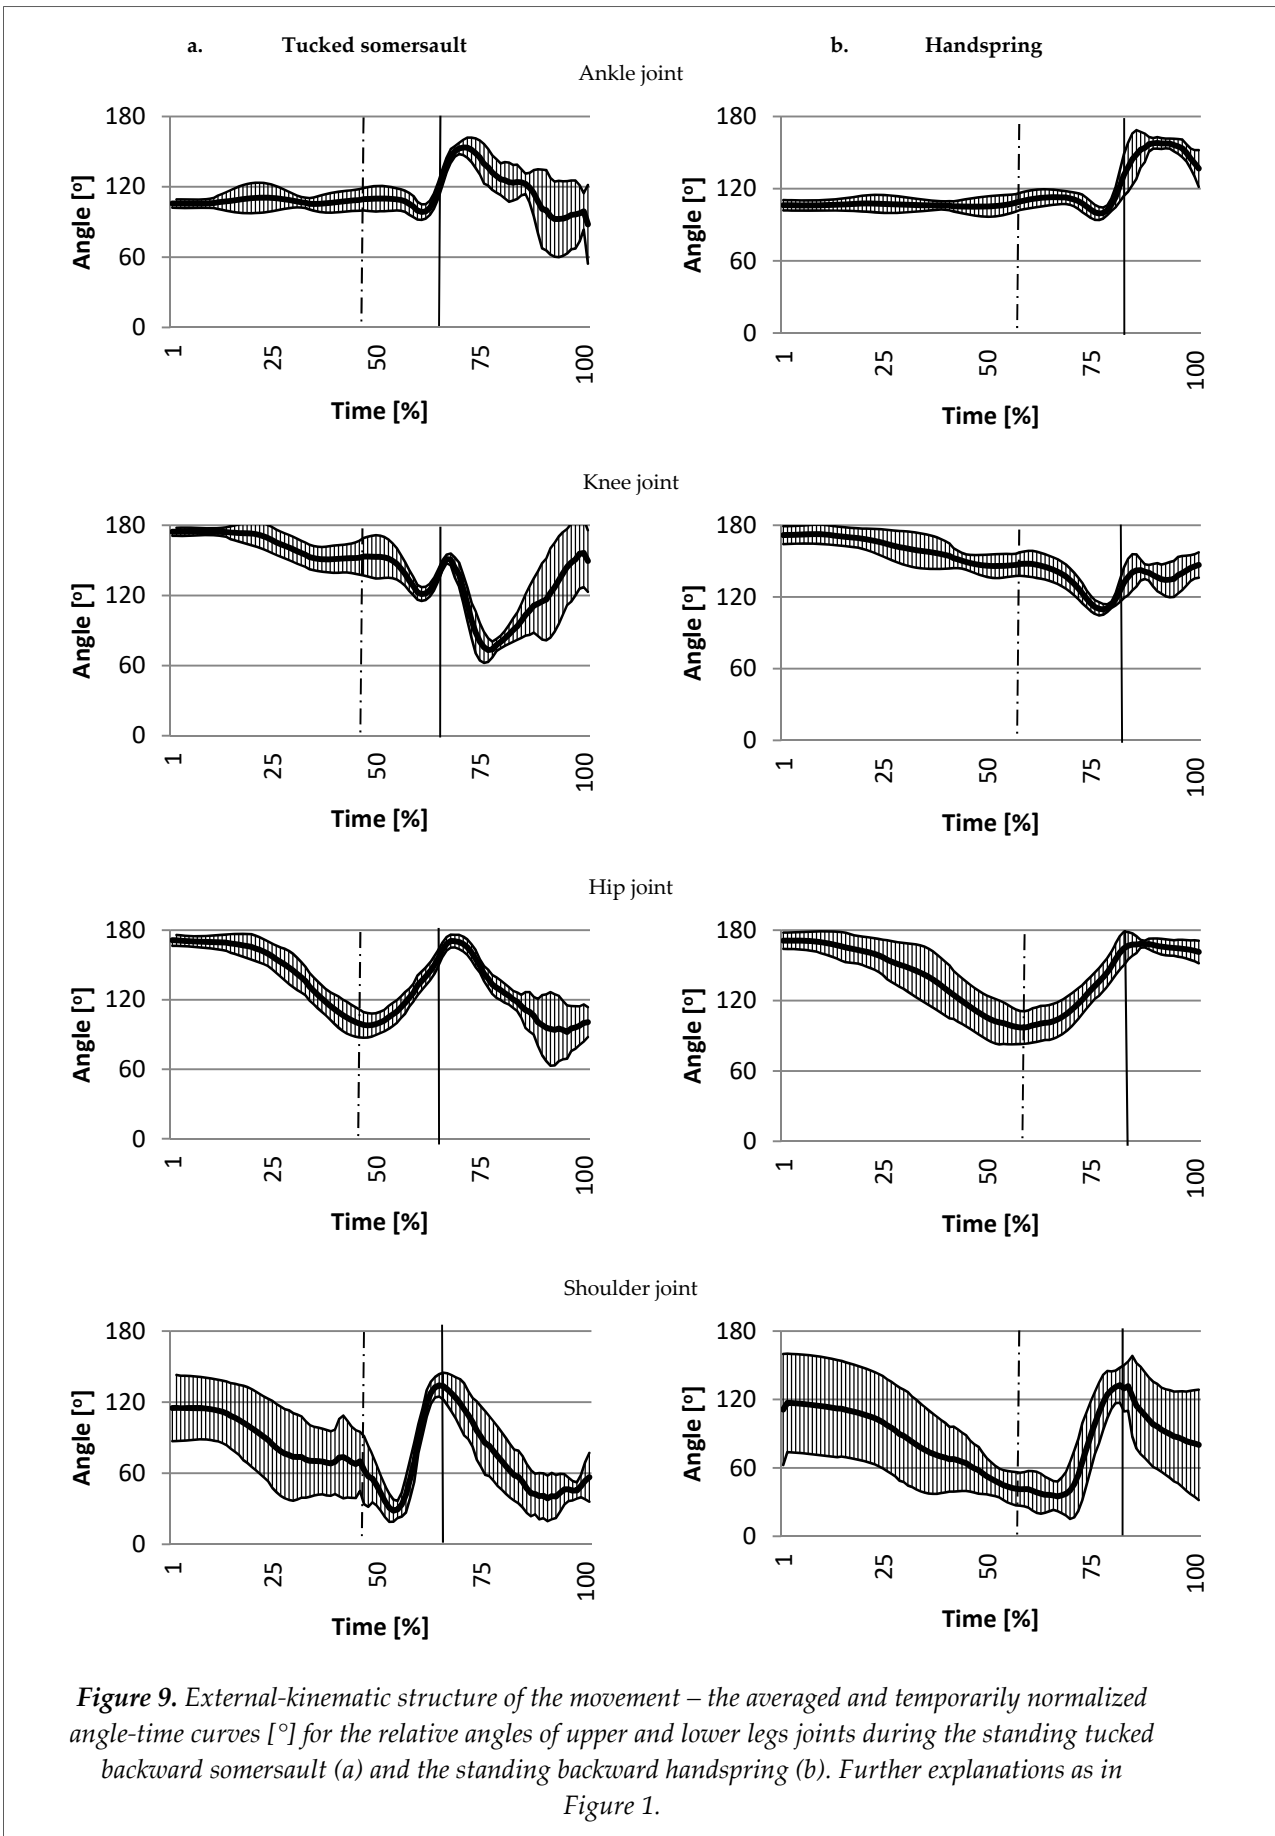 a. Tucked somersault b. Handspring
Ankle joint
180
120
60
0
Angle [º]
1 25 50 75 100
Time [%]
180
120
60
0
Angle [º]
1 25 50 75 100
Time [%]
Knee joint
180
120
60
0
Angle [º]
1 25 50 75 100
Time [%]
180
120
60
0
Angle [º]
1 25 50 75 100
Time [%]
Hip joint
180
120
60
0
Angle [º]
1 25 50 75 100
Time [%]
180
120
60
0
Angle [º]
1 25 50 75 100
Time [%]
Shoulder joint
180
120
60
0
Angle [º]
1 25 50 75 100
Time [%]
180
120
60
0
Angle [º]
1 25 50 75 100
Time [%]
Figure 9. External-kinematic structure of the movement – the averaged and temporarily normalized
angle-time curves [°] for the relative angles of upper and lower legs joints during the standing tucked
backward somersault (a) and the standing backward handspring (b). Further explanations as in
Figure 1.